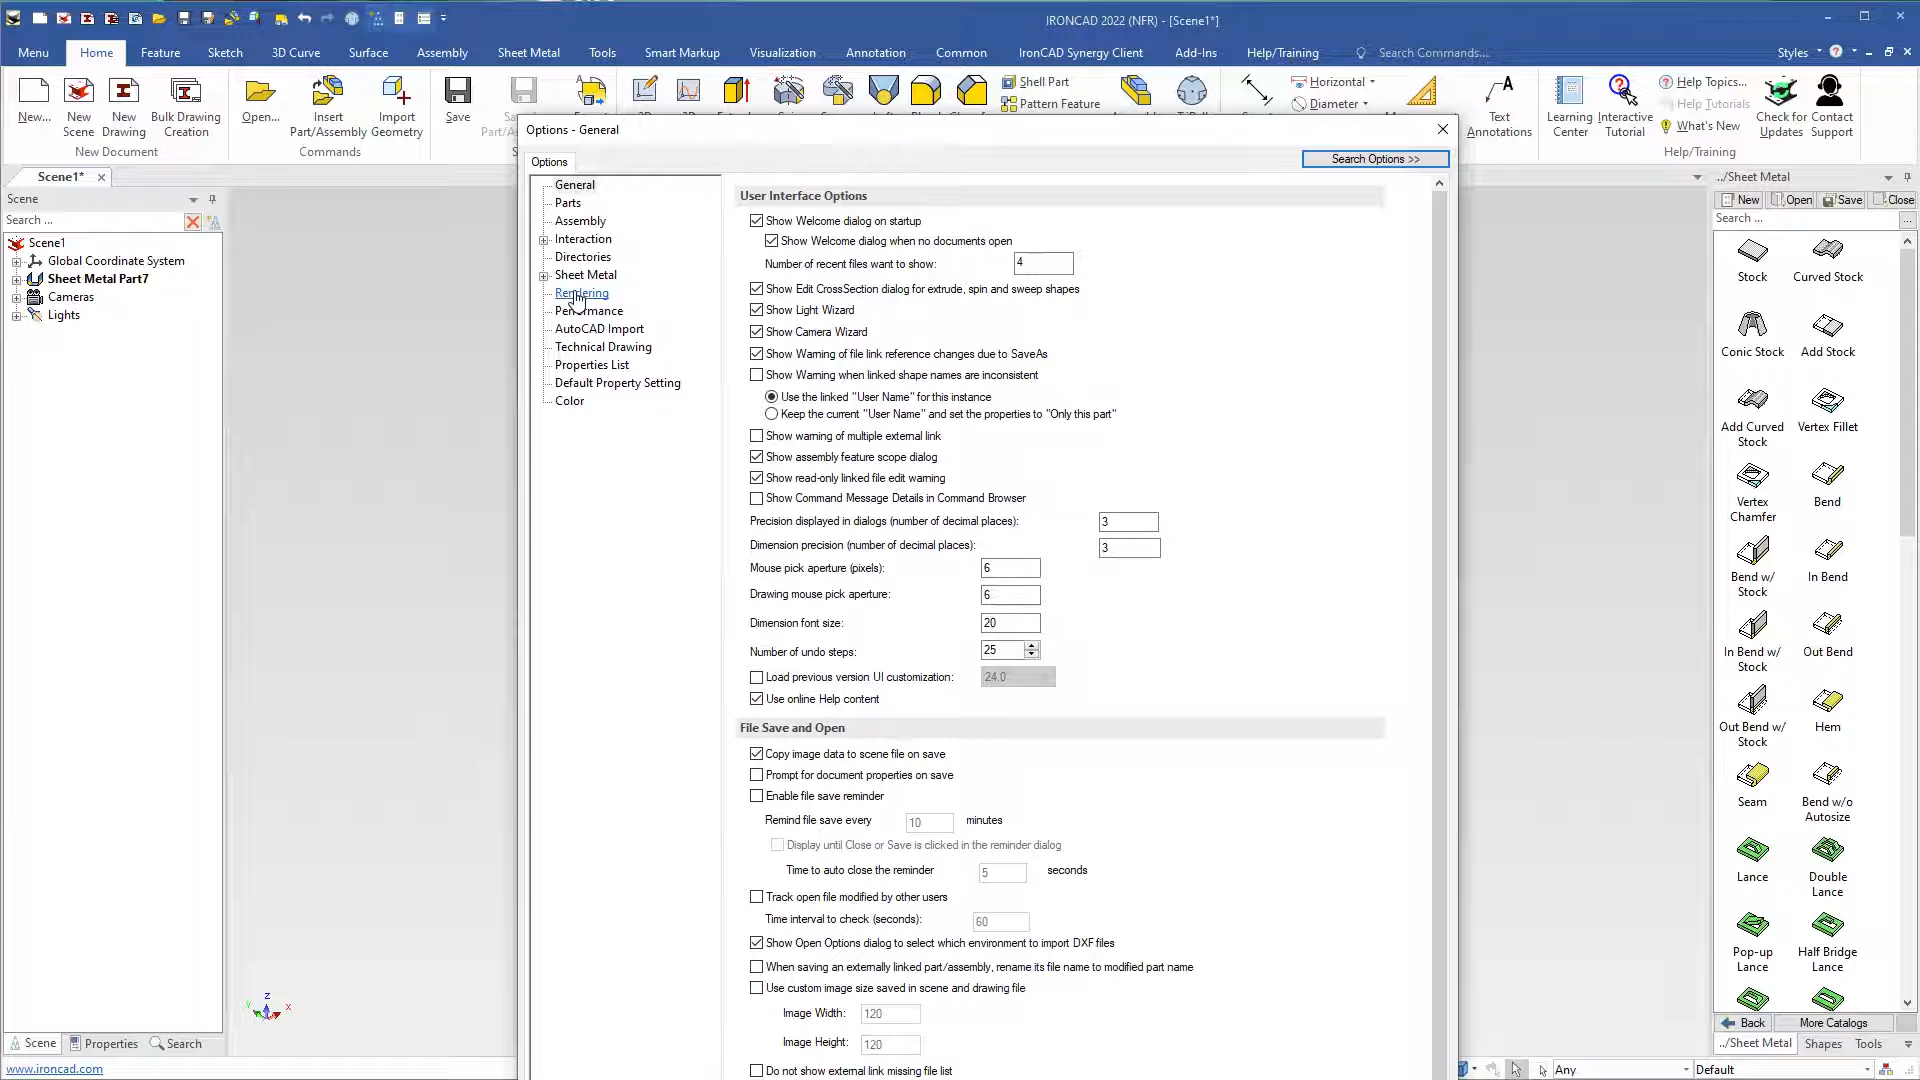 IRONCAD 2022 (NFR) - [Scene1*]
Menu Home Feature Sketch 3D Curve Surface Assembly Sheet Metal Tools Smart Markup Visualization Annotation Common IronCAD Synergy Client Add-Ins Help/Training Search Commands... Styles
New... New Scene New Drawing Bulk Drawing Creation
New Document
Open... Insert Part/Assembly Import Geometry
Commands
Save
Shell Part
Pattern Feature
Horizontal
Diameter
Text Annotations
Learning Center Interactive Tutorial
Help Topics...
Help Tutorials
What's New
Check for Updates Contact Support
Help/Training
Scene1*
Scene
Search ...
Scene1
Global Coordinate System
Sheet Metal Part7
Cameras
Lights
Z
Y
X
Scene Properties Search
www.ironcad.com
Options - General
Options
Search Options >>
General
Parts
Assembly
Interaction
Directories
Sheet Metal
Rendering
Performance
AutoCAD Import
Technical Drawing
Properties List
Default Property Setting
Color
User Interface Options
Show Welcome dialog on startup
Show Welcome dialog when no documents open
Number of recent files want to show: 4
Show Edit CrossSection dialog for extrude, spin and sweep shapes
Show Light Wizard
Show Camera Wizard
Show Warning of file link reference changes due to SaveAs
Show Warning when linked shape names are inconsistent
Use the linked "User Name" for this instance
Keep the current "User Name" and set the properties to "Only this part"
Show warning of multiple external link
Show assembly feature scope dialog
Show read-only linked file edit warning
Show Command Message Details in Command Browser
Precision displayed in dialogs (number of decimal places): 3
Dimension precision (number of decimal places): 3
Mouse pick aperture (pixels): 6
Drawing mouse pick aperture: 6
Dimension font size: 20
Number of undo steps: 25
Load previous version UI customization: 24.0
Use online Help content
File Save and Open
Copy image data to scene file on save
Prompt for document properties on save
Enable file save reminder
Remind file save every 10 minutes
Display until Close or Save is clicked in the reminder dialog
Time to auto close the reminder 5 seconds
Track open file modified by other users
Time interval to check (seconds): 60
Show Open Options dialog to select which environment to import DXF files
When saving an externally linked part/assembly, rename its file name to modified part name
Use custom image size saved in scene and drawing file
Image Width: 120
Image Height: 120
Do not show external link missing file list
../Sheet Metal
New Open Save Close
Search ... ...
Stock Curved Stock
Conic Stock Add Stock
Add Curved Stock Vertex Fillet
Vertex Chamfer Bend
Bend w/ Stock In Bend
In Bend w/ Stock Out Bend
Out Bend w/ Stock Hem
Seam Bend w/o Autosize
Lance Double Lance
Pop-up Lance Half Bridge Lance
Back More Catalogs
../Sheet Metal Shapes Tools
Any Default